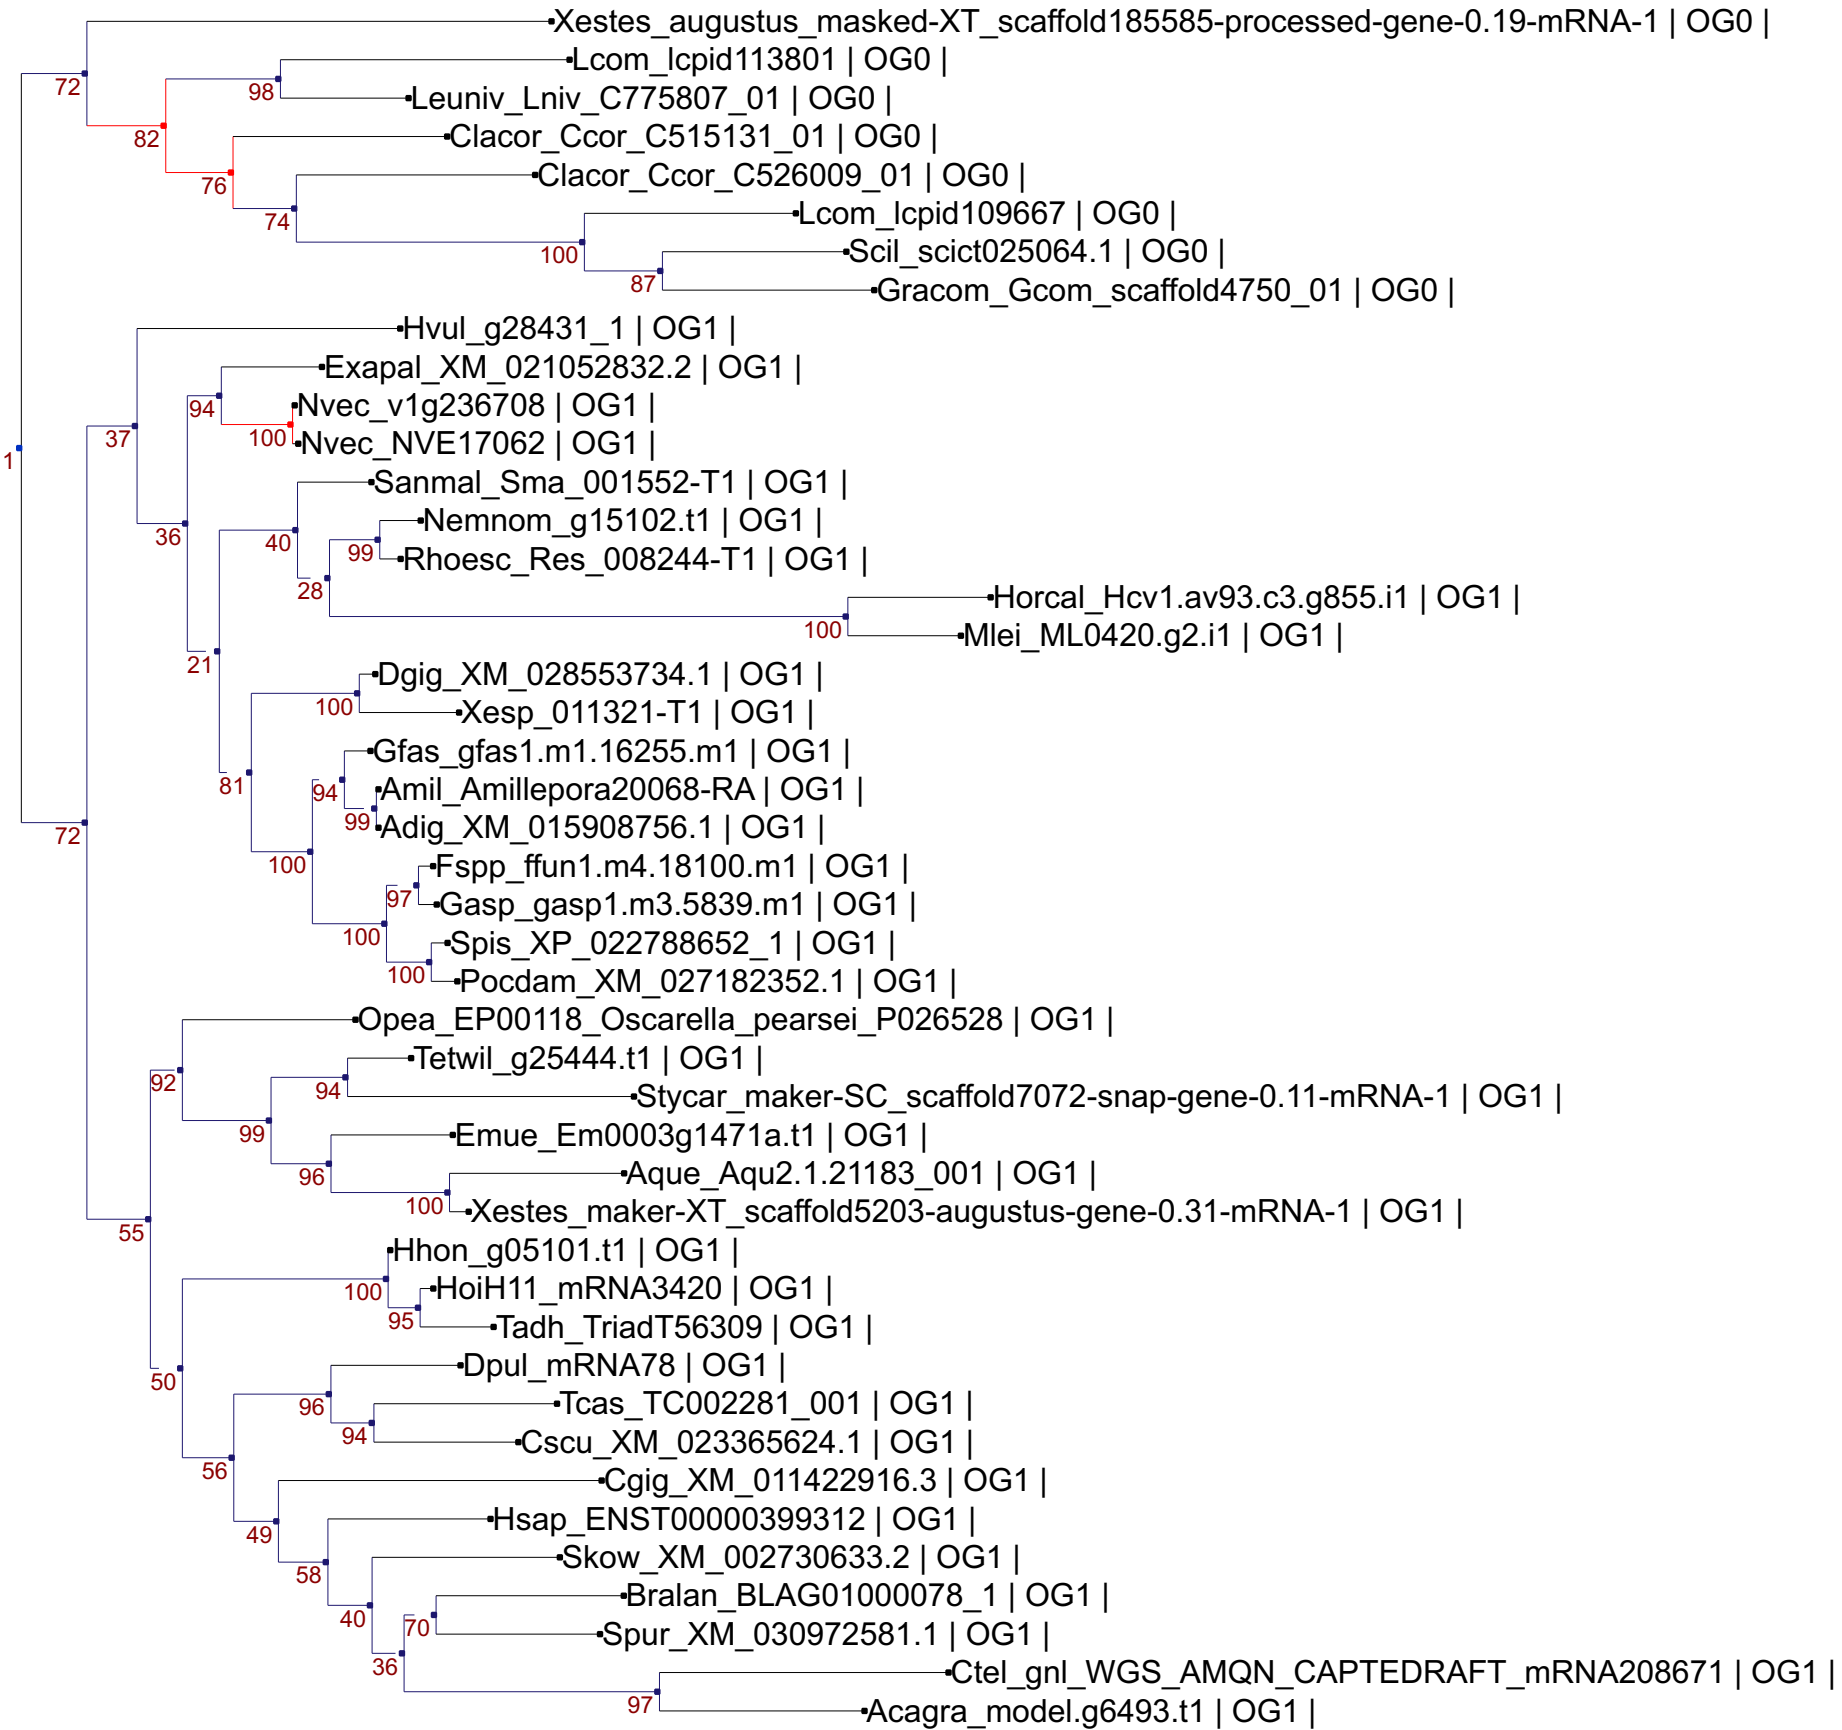 Xestes_augustus_masked-XT_scaffold185585-processed-gene-0.19-mRNA-1 | OG0 |
Lcom_lcpid113801 | OG0 |
72
98
Leuniv_Lniv_C775807_01 | OG0 |
Clacor_Ccor_C515131_01 | OG0 |
82
Clacor_Ccor_C526009_01 | OG0 |
76
Lcom_lcpid109667 | OG0 |
74
Scil_scict025064.1 | OG0 |
100
87
Gracom_Gcom_scaffold4750_01 | OG0 |
Hvul_g28431_1 | OG1 |
Exapal_XM_021052832.2 | OG1 |
94
Nvec_v1g236708 | OG1 |
37
100
Nvec_NVE17062 | OG1 |
1
Sanmal_Sma_001552-T1 | OG1 |
Nemnom_g15102.t1 | OG1 |
36
40
99
Rhoesc_Res_008244-T1 | OG1 |
28
Horcal_Hcv1.av93.c3.g855.i1 | OG1 |
100
Mlei_ML0420.g2.i1 | OG1 |
21
Dgig_XM_028553734.1 | OG1 |
100
Xesp_011321-T1 | OG1 |
Gfas_gfas1.m1.16255.m1 | OG1 |
81
94
Amil_Amillepora20068-RA | OG1 |
99
Adig_XM_015908756.1 | OG1 |
72
100
Fspp_ffun1.m4.18100.m1 | OG1 |
97
Gasp_gasp1.m3.5839.m1 | OG1 |
100
Spis_XP_022788652_1 | OG1 |
100
Pocdam_XM_027182352.1 | OG1 |
Opea_EP00118_Oscarella_pearsei_P026528 | OG1 |
Tetwil_g25444.t1 | OG1 |
92
94
Stycar_maker-SC_scaffold7072-snap-gene-0.11-mRNA-1 | OG1 |
99
Emue_Em0003g1471a.t1 | OG1 |
96
Aque_Aqu2.1.21183_001 | OG1 |
100
Xestes_maker-XT_scaffold5203-augustus-gene-0.31-mRNA-1 | OG1 |
55
Hhon_g05101.t1 | OG1 |
100
HoiH11_mRNA3420 | OG1 |
95
Tadh_TriadT56309 | OG1 |
Dpul_mRNA78 | OG1 |
50
96
Tcas_TC002281_001 | OG1 |
94
Cscu_XM_023365624.1 | OG1 |
56
Cgig_XM_011422916.3 | OG1 |
Hsap_ENST00000399312 | OG1 |
49
Skow_XM_002730633.2 | OG1 |
58
Bralan_BLAG01000078_1 | OG1 |
40
70
Spur_XM_030972581.1 | OG1 |
36
Ctel_gnl_WGS_AMQN_CAPTEDRAFT_mRNA208671 | OG1 |
97
Acagra_model.g6493.t1 | OG1 |